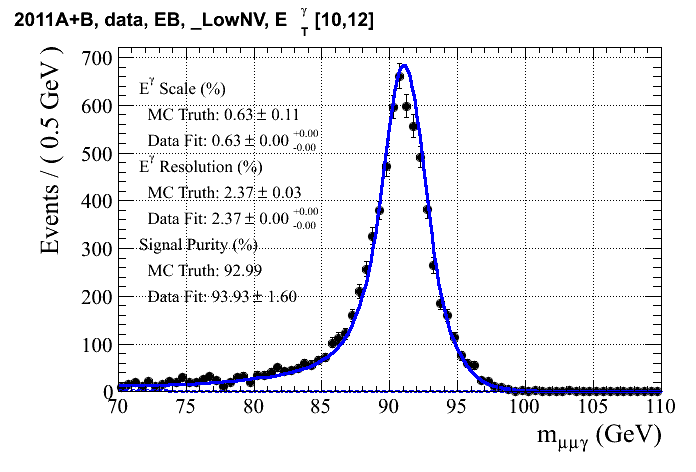 2011A+B, data, EB, _LowNV, E γ T [10,12]
Events / ( 0.5 GeV )
700
600
500
400
300
200
100
0
Eγ Scale (%)
MC Truth: 0.63 ± 0.11
Data Fit: 0.63 ± 0.00 +0.00 -0.00
Eγ Resolution (%)
MC Truth: 2.37 ± 0.03
Data Fit: 2.37 ± 0.00 +0.00 -0.00
Signal Purity (%)
MC Truth: 92.99
Data Fit: 93.93 ± 1.60
70 75 80 85 90 95 100 105 110
mμμγ (GeV)